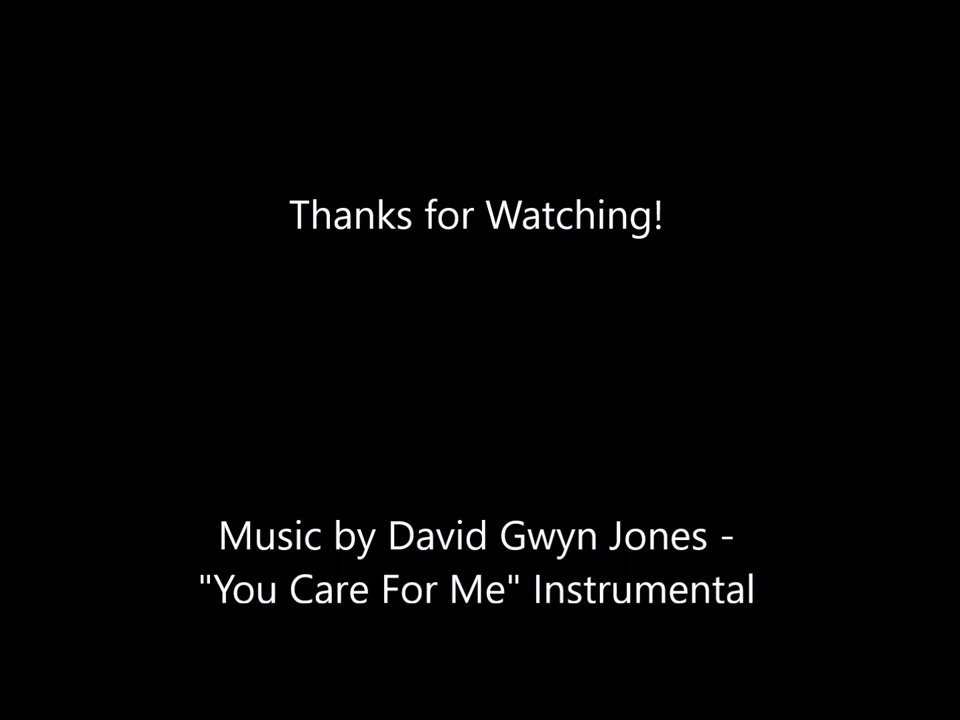 Thanks for Watching!
Music by David Gwyn Jones -
"You Care For Me" Instrumental